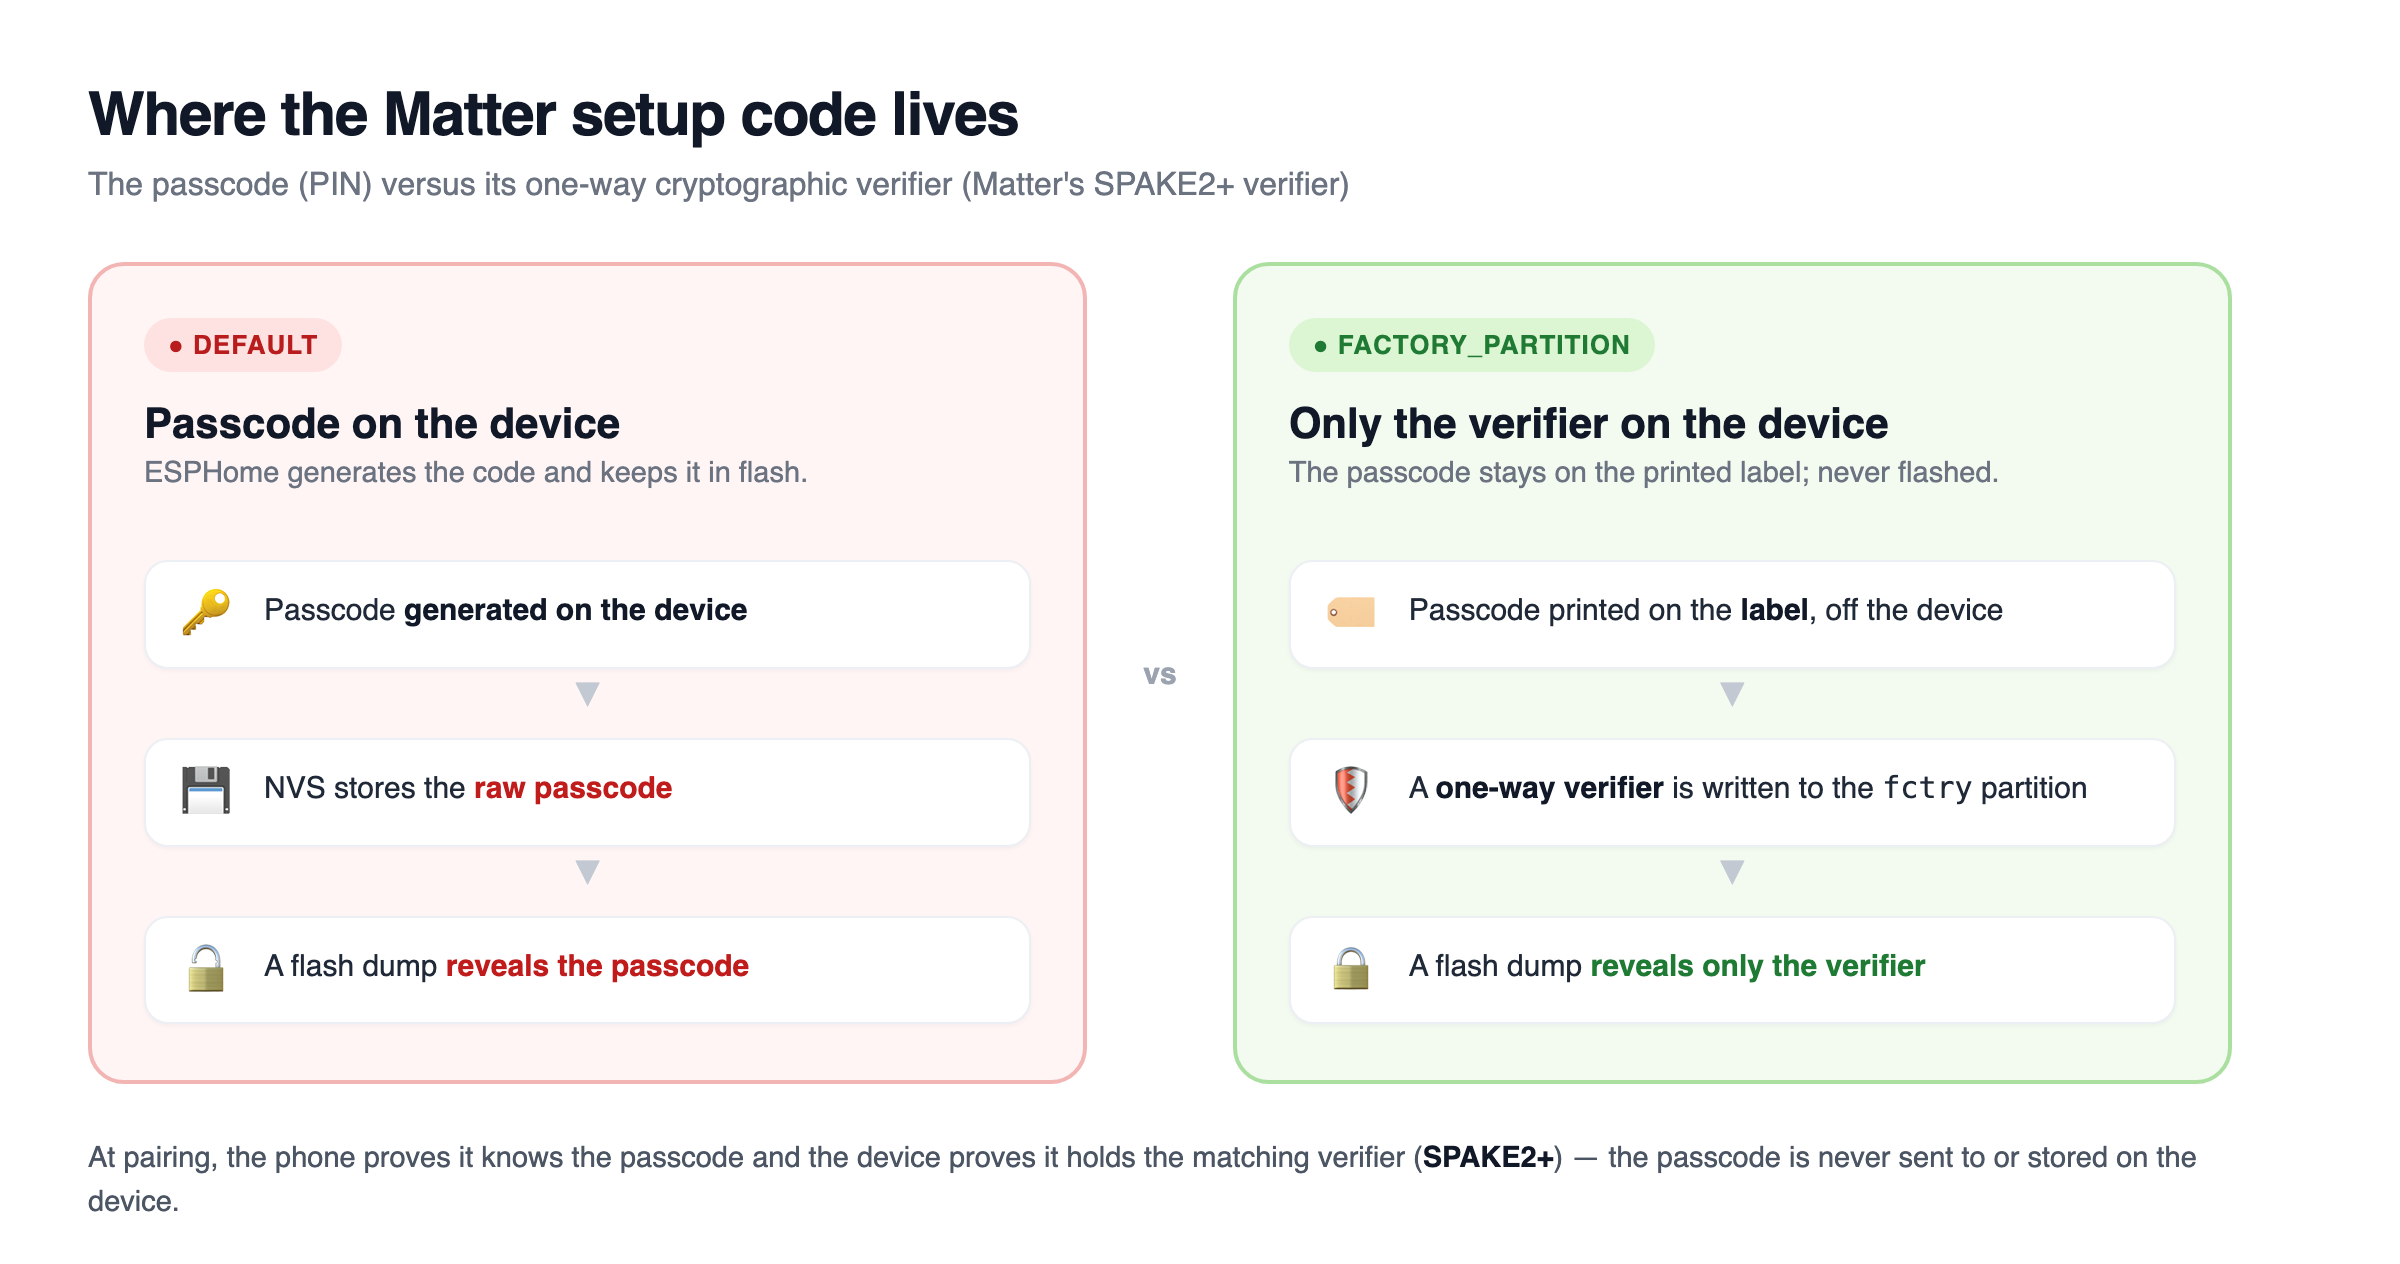 Where the Matter setup code lives
The passcode (PIN) versus its one-way cryptographic verifier (Matter's SPAKE2+ verifier)
● DEFAULT
Passcode on the device
ESPHome generates the code and keeps it in flash.
Passcode generated on the device
▼
NVS stores the raw passcode
▼
A flash dump reveals the passcode
vs
● FACTORY_PARTITION
Only the verifier on the device
The passcode stays on the printed label; never flashed.
Passcode printed on the label, off the device
▼
A one-way verifier is written to the fctry partition
▼
A flash dump reveals only the verifier
At pairing, the phone proves it knows the passcode and the device proves it holds the matching verifier (SPAKE2+) — the passcode is never sent to or stored on the
device.